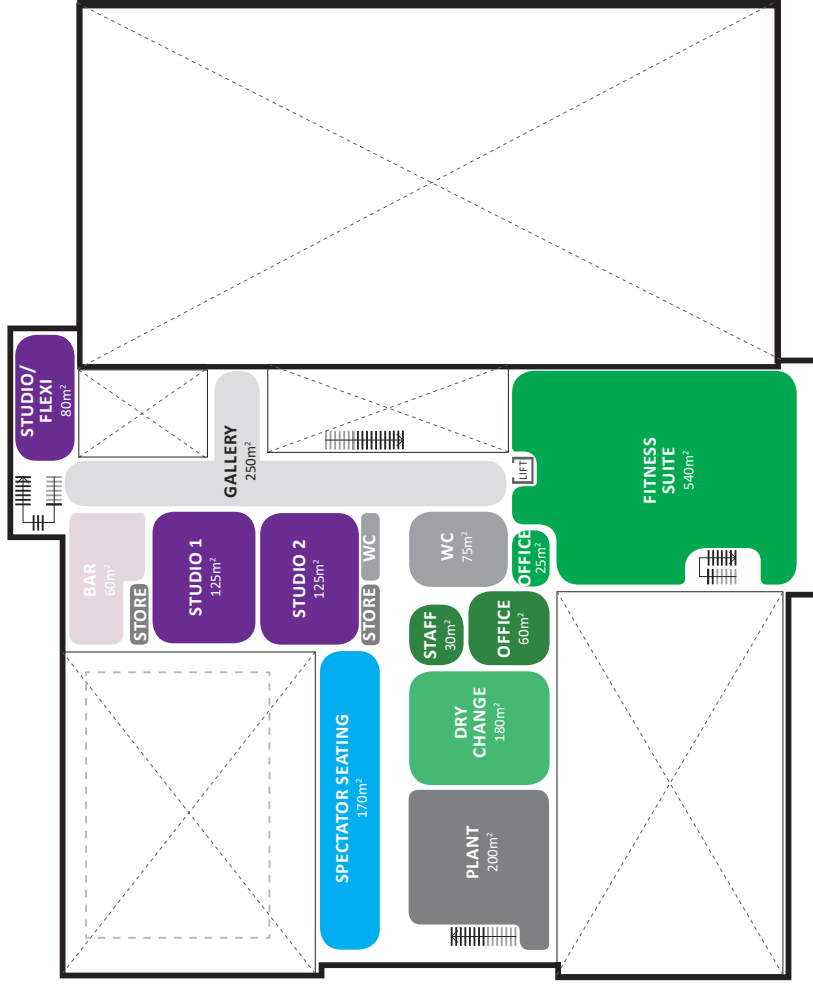 STUDIO/
FLEXI
80m²
GALLERY
250m²
BAR
60m²
STORE
STUDIO 1
125m²
STUDIO 2
125m²
WC
STORE
WC
75m²
LIFT
OFFICE
25m²
FITNESS
SUITE
540m²
STAFF
30m²
OFFICE
60m²
SPECTATOR SEATING
170m²
DRY
CHANGE
180m²
PLANT
200m²